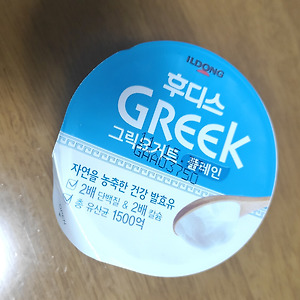 ILDONG
후디스
GREEK
그릭요거트 플레인
자연을 농축한 건강 발효유
2배 단백질 & 2배 칼슘
총 유산균 1500억